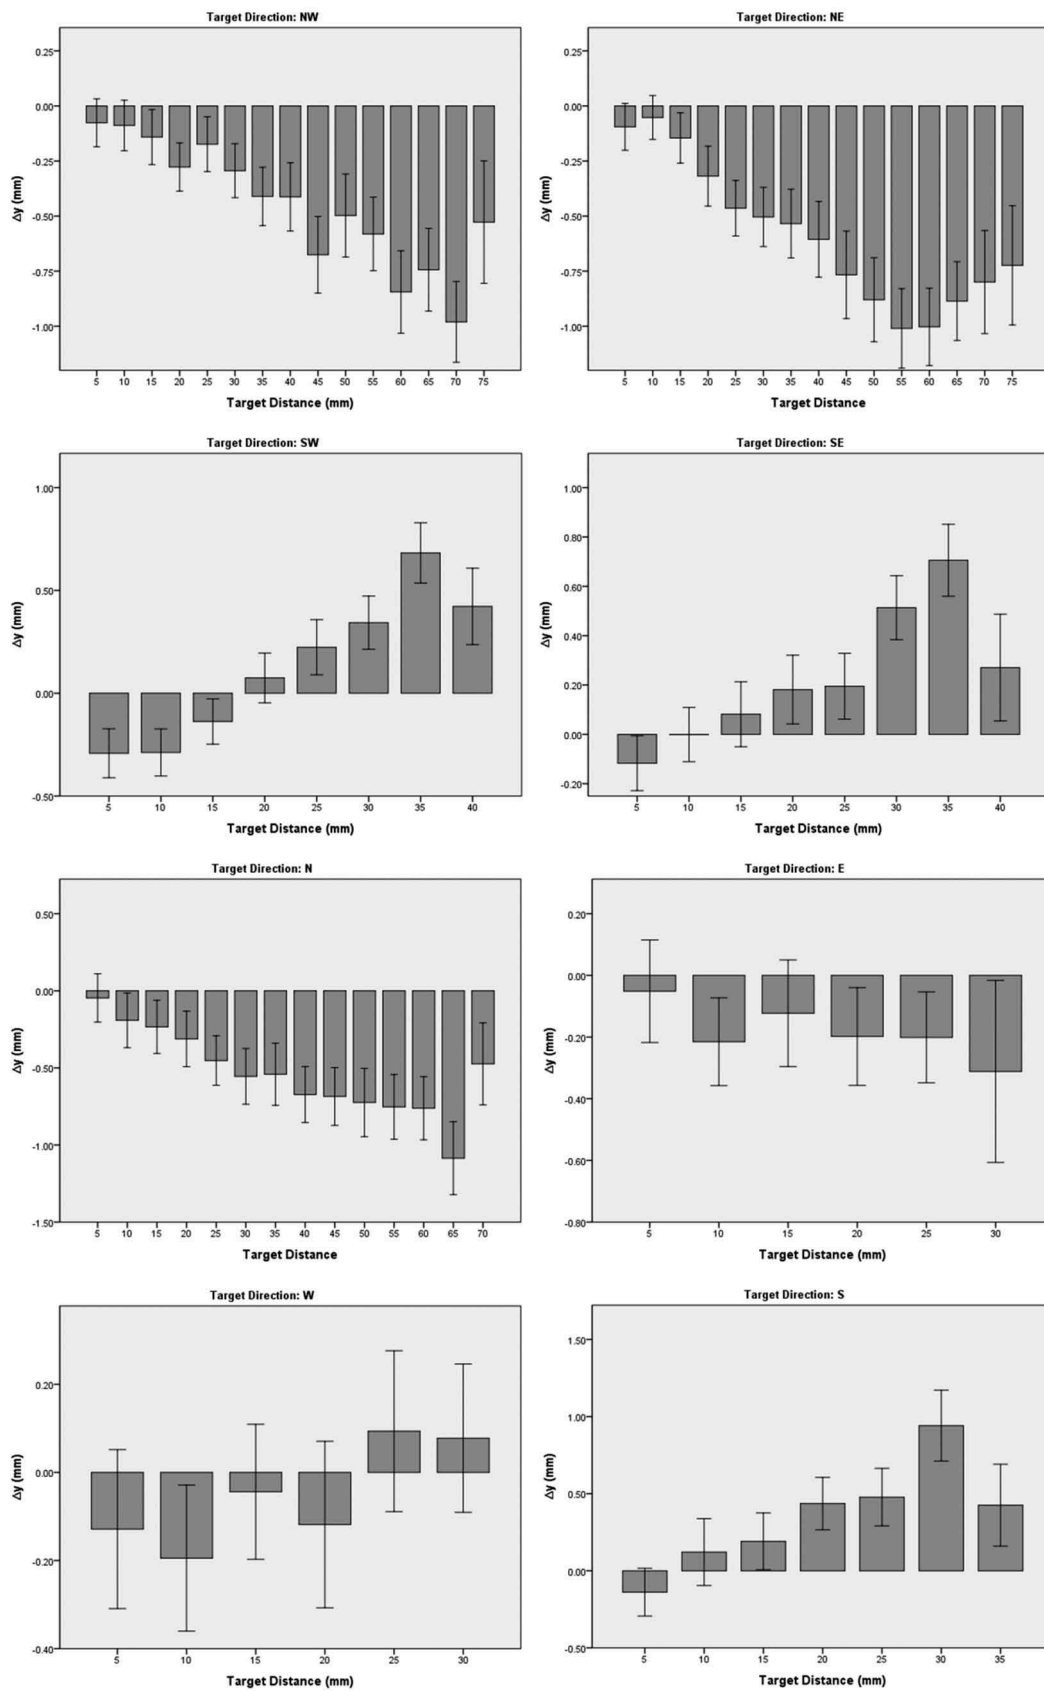 Target Direction: NW
Δy (mm)
0.25
0.00
-0.25
-0.50
-0.75
-1.00
5 10 15 20 25 30 35 40 45 50 55 60 65 70 75
Target Distance (mm)
Target Direction: NE
Δy (mm)
0.25
0.00
-0.25
-0.50
-0.75
-1.00
5 10 15 20 25 30 35 40 45 50 55 60 65 70 75
Target Distance
Target Direction: SW
Δy (mm)
1.00
0.50
0.00
-0.50
5 10 15 20 25 30 35 40
Target Distance (mm)
Target Direction: SE
Δy (mm)
1.00
0.80
0.60
0.40
0.20
0.00
-0.20
5 10 15 20 25 30 35 40
Target Distance (mm)
Target Direction: N
Δy (mm)
0.50
0.00
-0.50
-1.00
-1.50
5 10 15 20 25 30 35 40 45 50 55 60 65 70
Target Distance
Target Direction: E
Δy (mm)
0.20
0.00
-0.20
-0.40
-0.60
-0.80
5 10 15 20 25 30
Target Distance (mm)
Target Direction: W
Δy (mm)
0.20
0.00
-0.20
-0.40
5 10 15 20 25 30
Target Distance (mm)
Target Direction: S
Δy (mm)
1.50
1.00
0.50
0.00
-0.50
5 10 15 20 25 30 35
Target Distance (mm)